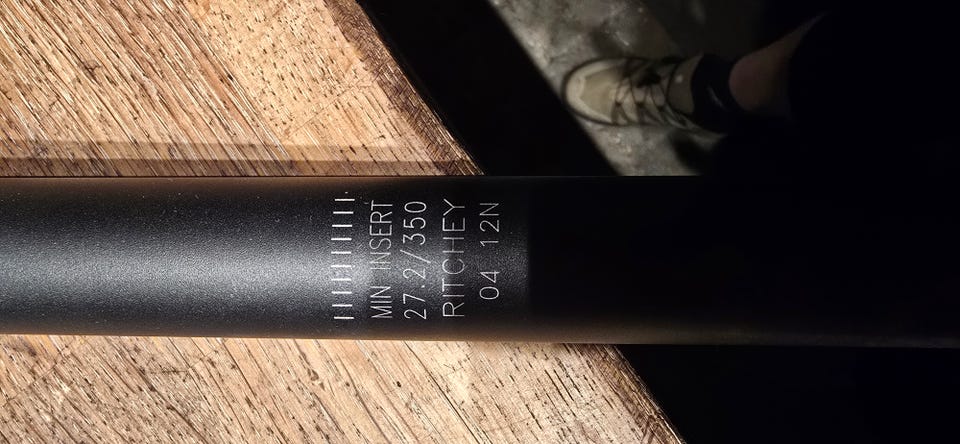 MIN INSERT
27.2/350
RITCHEY
04 12N